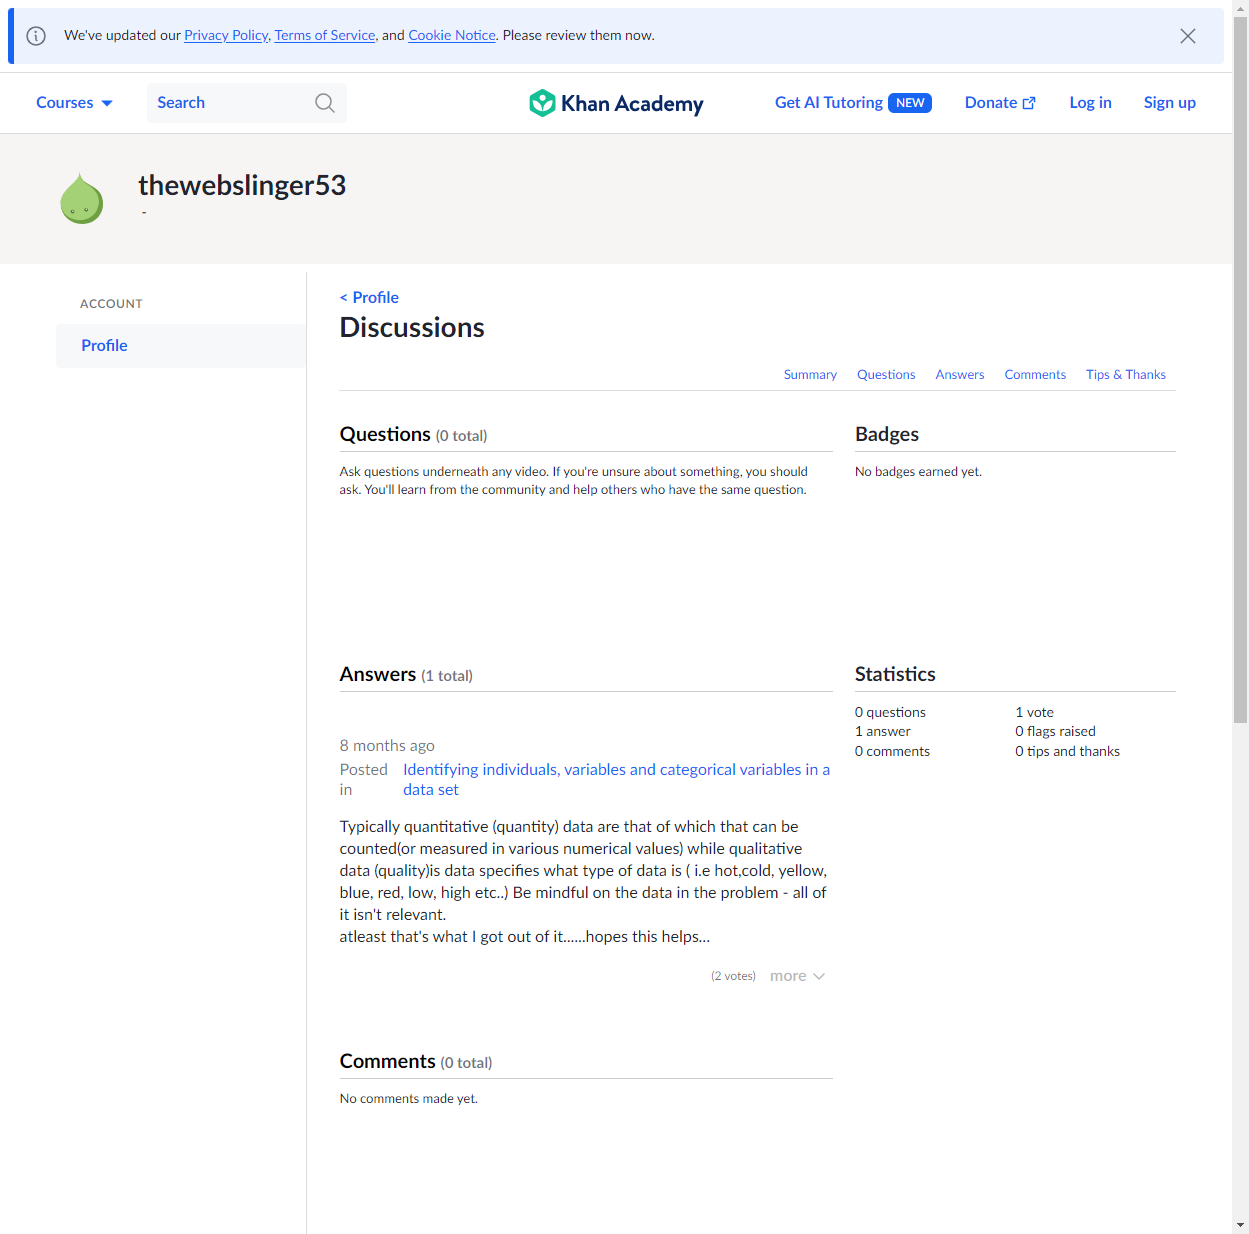 We've updated our Privacy Policy, Terms of Service, and Cookie Notice. Please review them now.
Courses
Search
Khan Academy
Get AI Tutoring NEW
Donate
Log in
Sign up
thewebslinger53
-
ACCOUNT
Profile
< Profile
Discussions
Summary
Questions
Answers
Comments
Tips & Thanks
Questions (0 total)
Ask questions underneath any video. If you're unsure about something, you should
ask. You'll learn from the community and help others who have the same question.
Badges
No badges earned yet.
Answers (1 total)
8 months ago
Posted in
Identifying individuals, variables and categorical variables in a
data set
Typically quantitative (quantity) data are that of which that can be
counted(or measured in various numerical values) while qualitative
data (quality)is data specifies what type of data is ( i.e hot,cold, yellow,
blue, red, low, high etc..) Be mindful on the data in the problem - all of
it isn't relevant.
atleast that's what I got out of it......hopes this helps...
(2 votes)
more
Statistics
0 questions
1 vote
1 answer
0 flags raised
0 comments
0 tips and thanks
Comments (0 total)
No comments made yet.